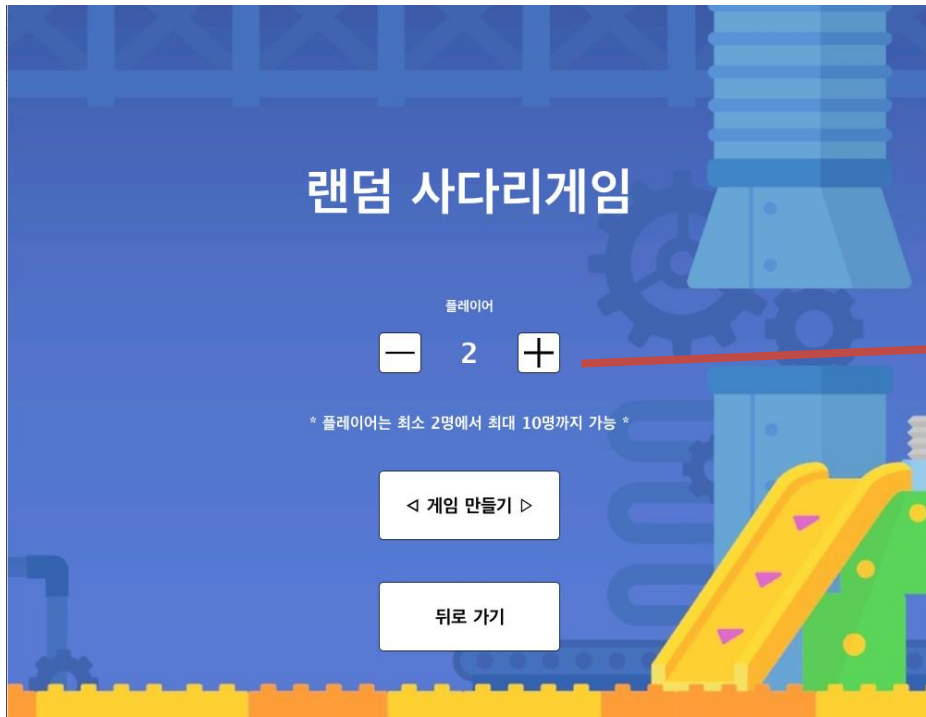 랜덤 사다리게임
플레이어
2
* 플레이어는 최소 2명에서 최대 10명까지 가능 *
◁ 게임 만들기 ▷
뒤로 가기